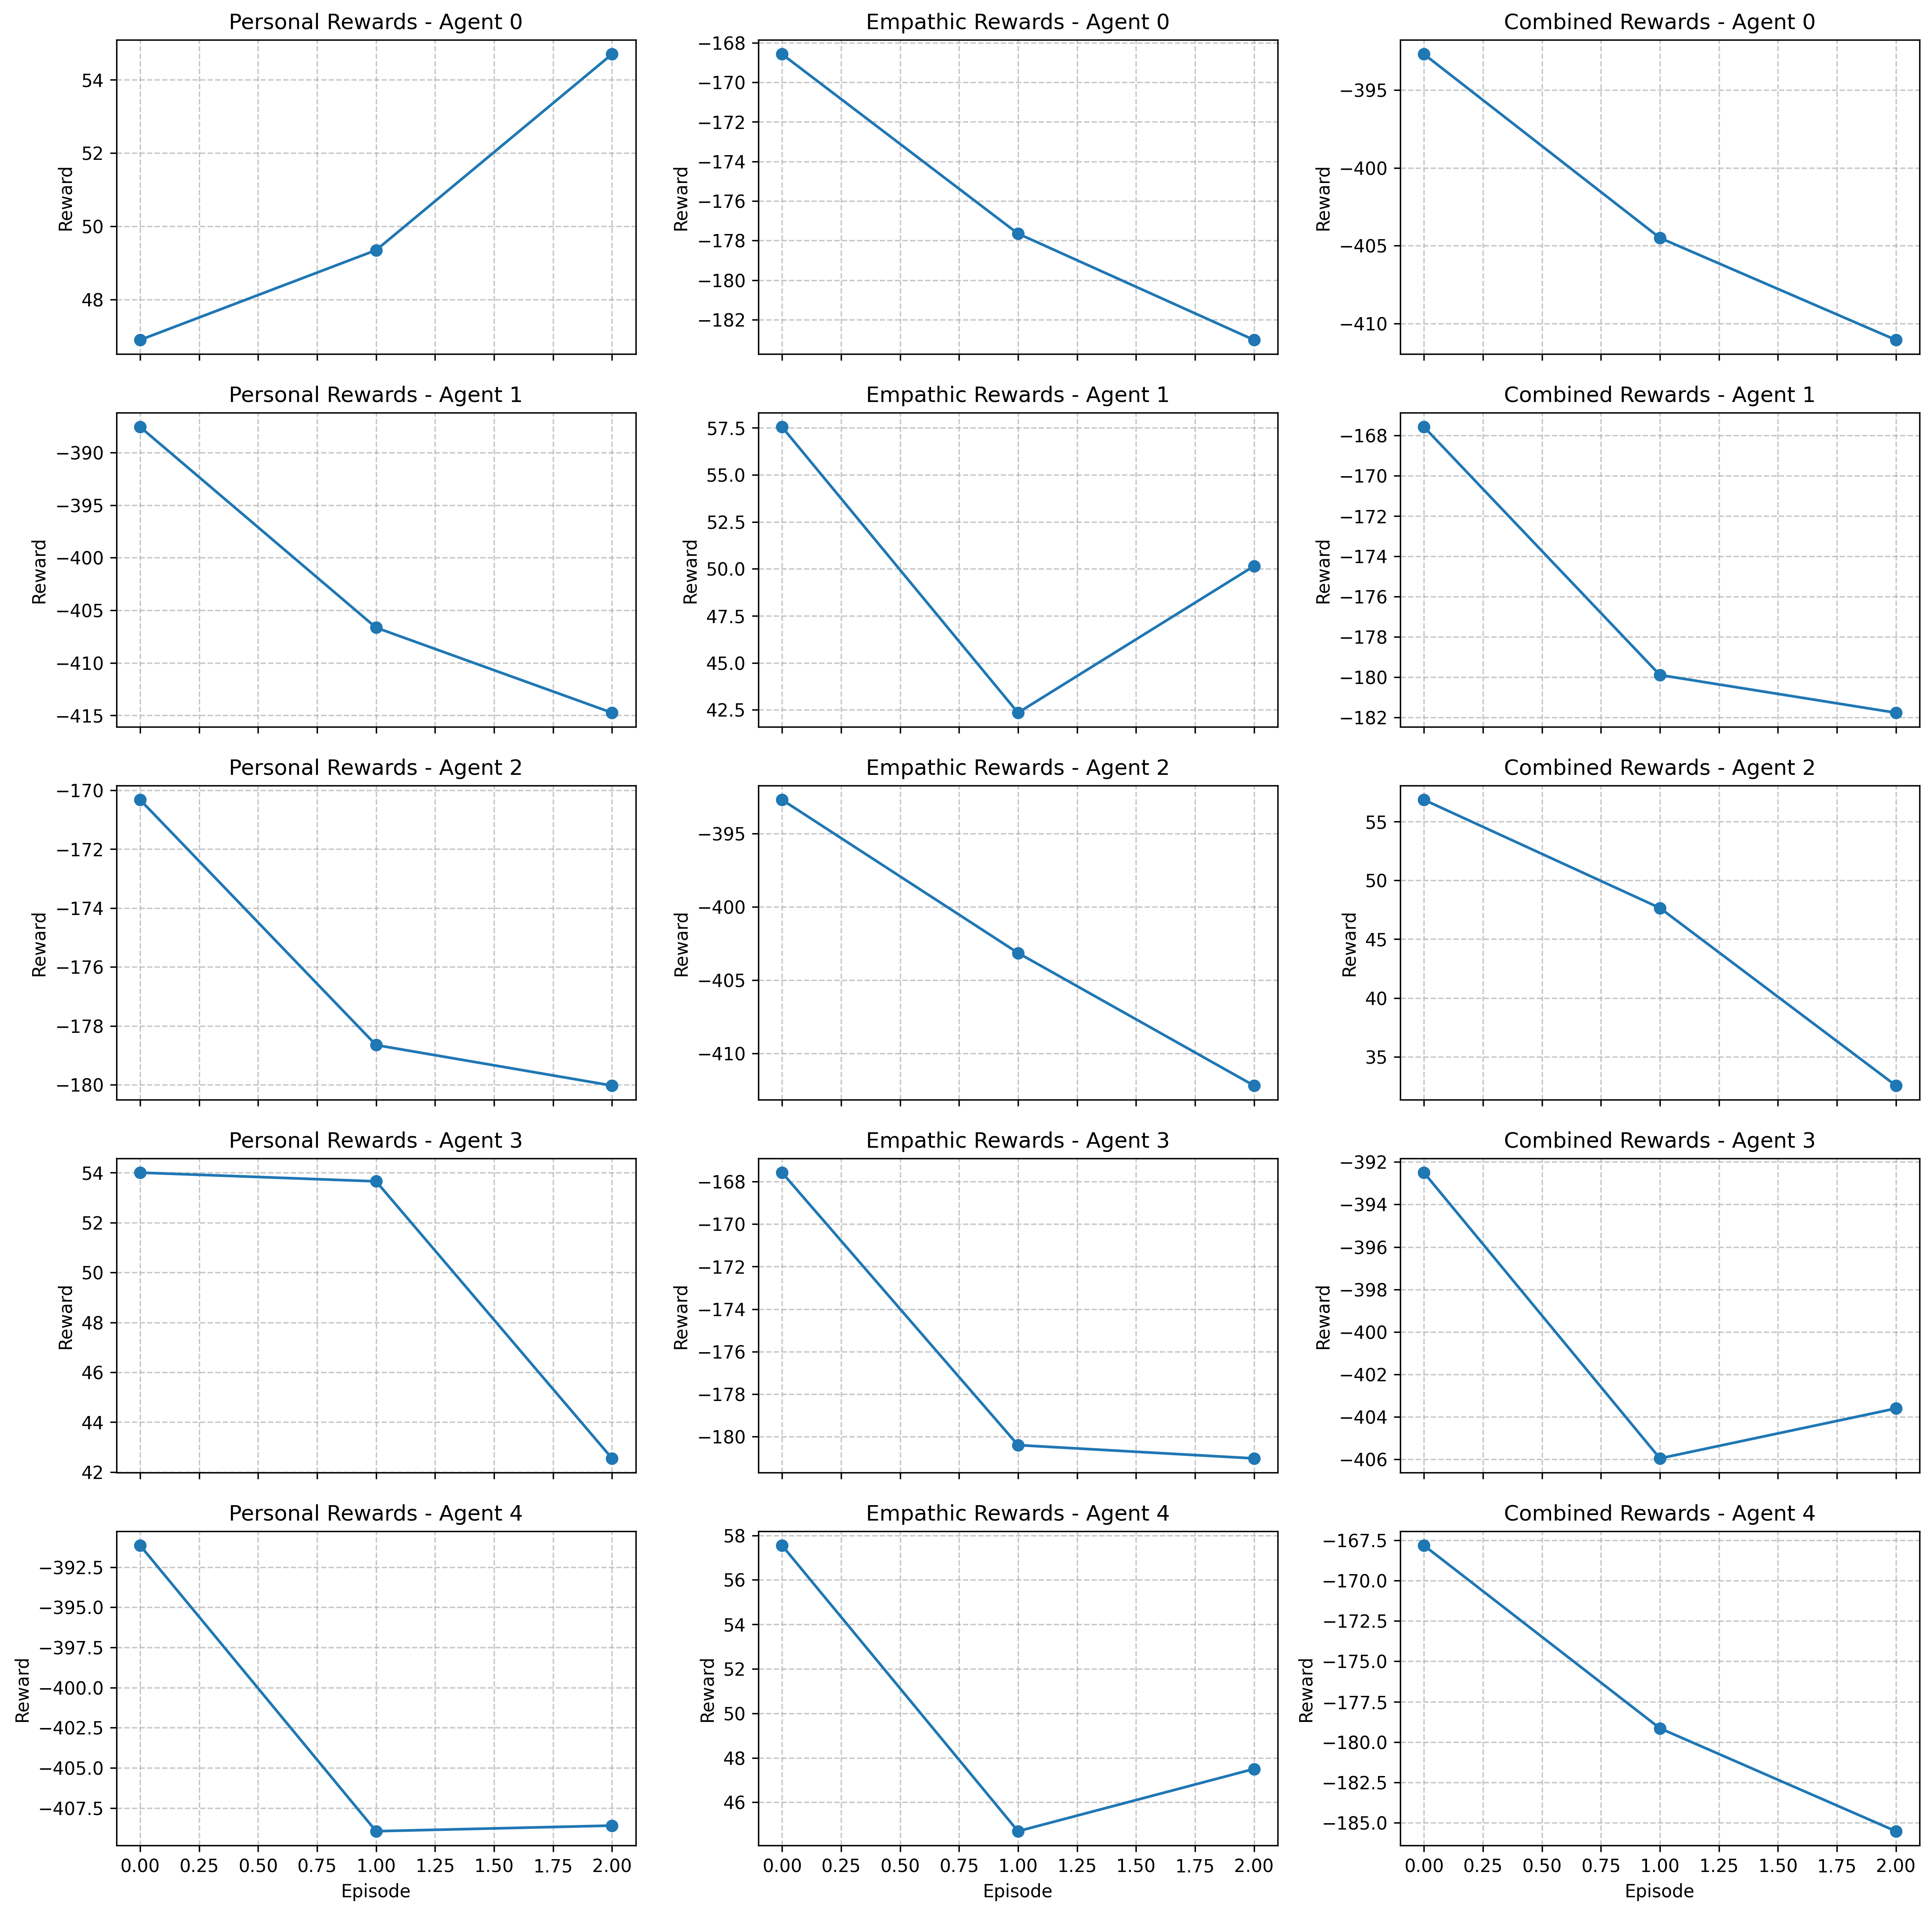 Personal Rewards - Agent 0
Reward
54
52
50
48
Empathic Rewards - Agent 0
Reward
−168
−170
−172
−174
−176
−178
−180
−182
Combined Rewards - Agent 0
Reward
−395
−400
−405
−410
Personal Rewards - Agent 1
Reward
−390
−395
−400
−405
−410
−415
Empathic Rewards - Agent 1
Reward
57.5
55.0
52.5
50.0
47.5
45.0
42.5
Combined Rewards - Agent 1
Reward
−168
−170
−172
−174
−176
−178
−180
−182
Personal Rewards - Agent 2
Reward
−170
−172
−174
−176
−178
−180
Empathic Rewards - Agent 2
Reward
−395
−400
−405
−410
Combined Rewards - Agent 2
Reward
55
50
45
40
35
Personal Rewards - Agent 3
Reward
54
52
50
48
46
44
42
Empathic Rewards - Agent 3
Reward
−168
−170
−172
−174
−176
−178
−180
Combined Rewards - Agent 3
Reward
−392
−394
−396
−398
−400
−402
−404
−406
Personal Rewards - Agent 4
Reward
−392.5
−395.0
−397.5
−400.0
−402.5
−405.0
−407.5
0.00 0.25 0.50 0.75 1.00 1.25 1.50 1.75 2.00
Episode
Empathic Rewards - Agent 4
Reward
58
56
54
52
50
48
46
0.00 0.25 0.50 0.75 1.00 1.25 1.50 1.75 2.00
Episode
Combined Rewards - Agent 4
Reward
−167.5
−170.0
−172.5
−175.0
−177.5
−180.0
−182.5
−185.0
0.00 0.25 0.50 0.75 1.00 1.25 1.50 1.75 2.00
Episode